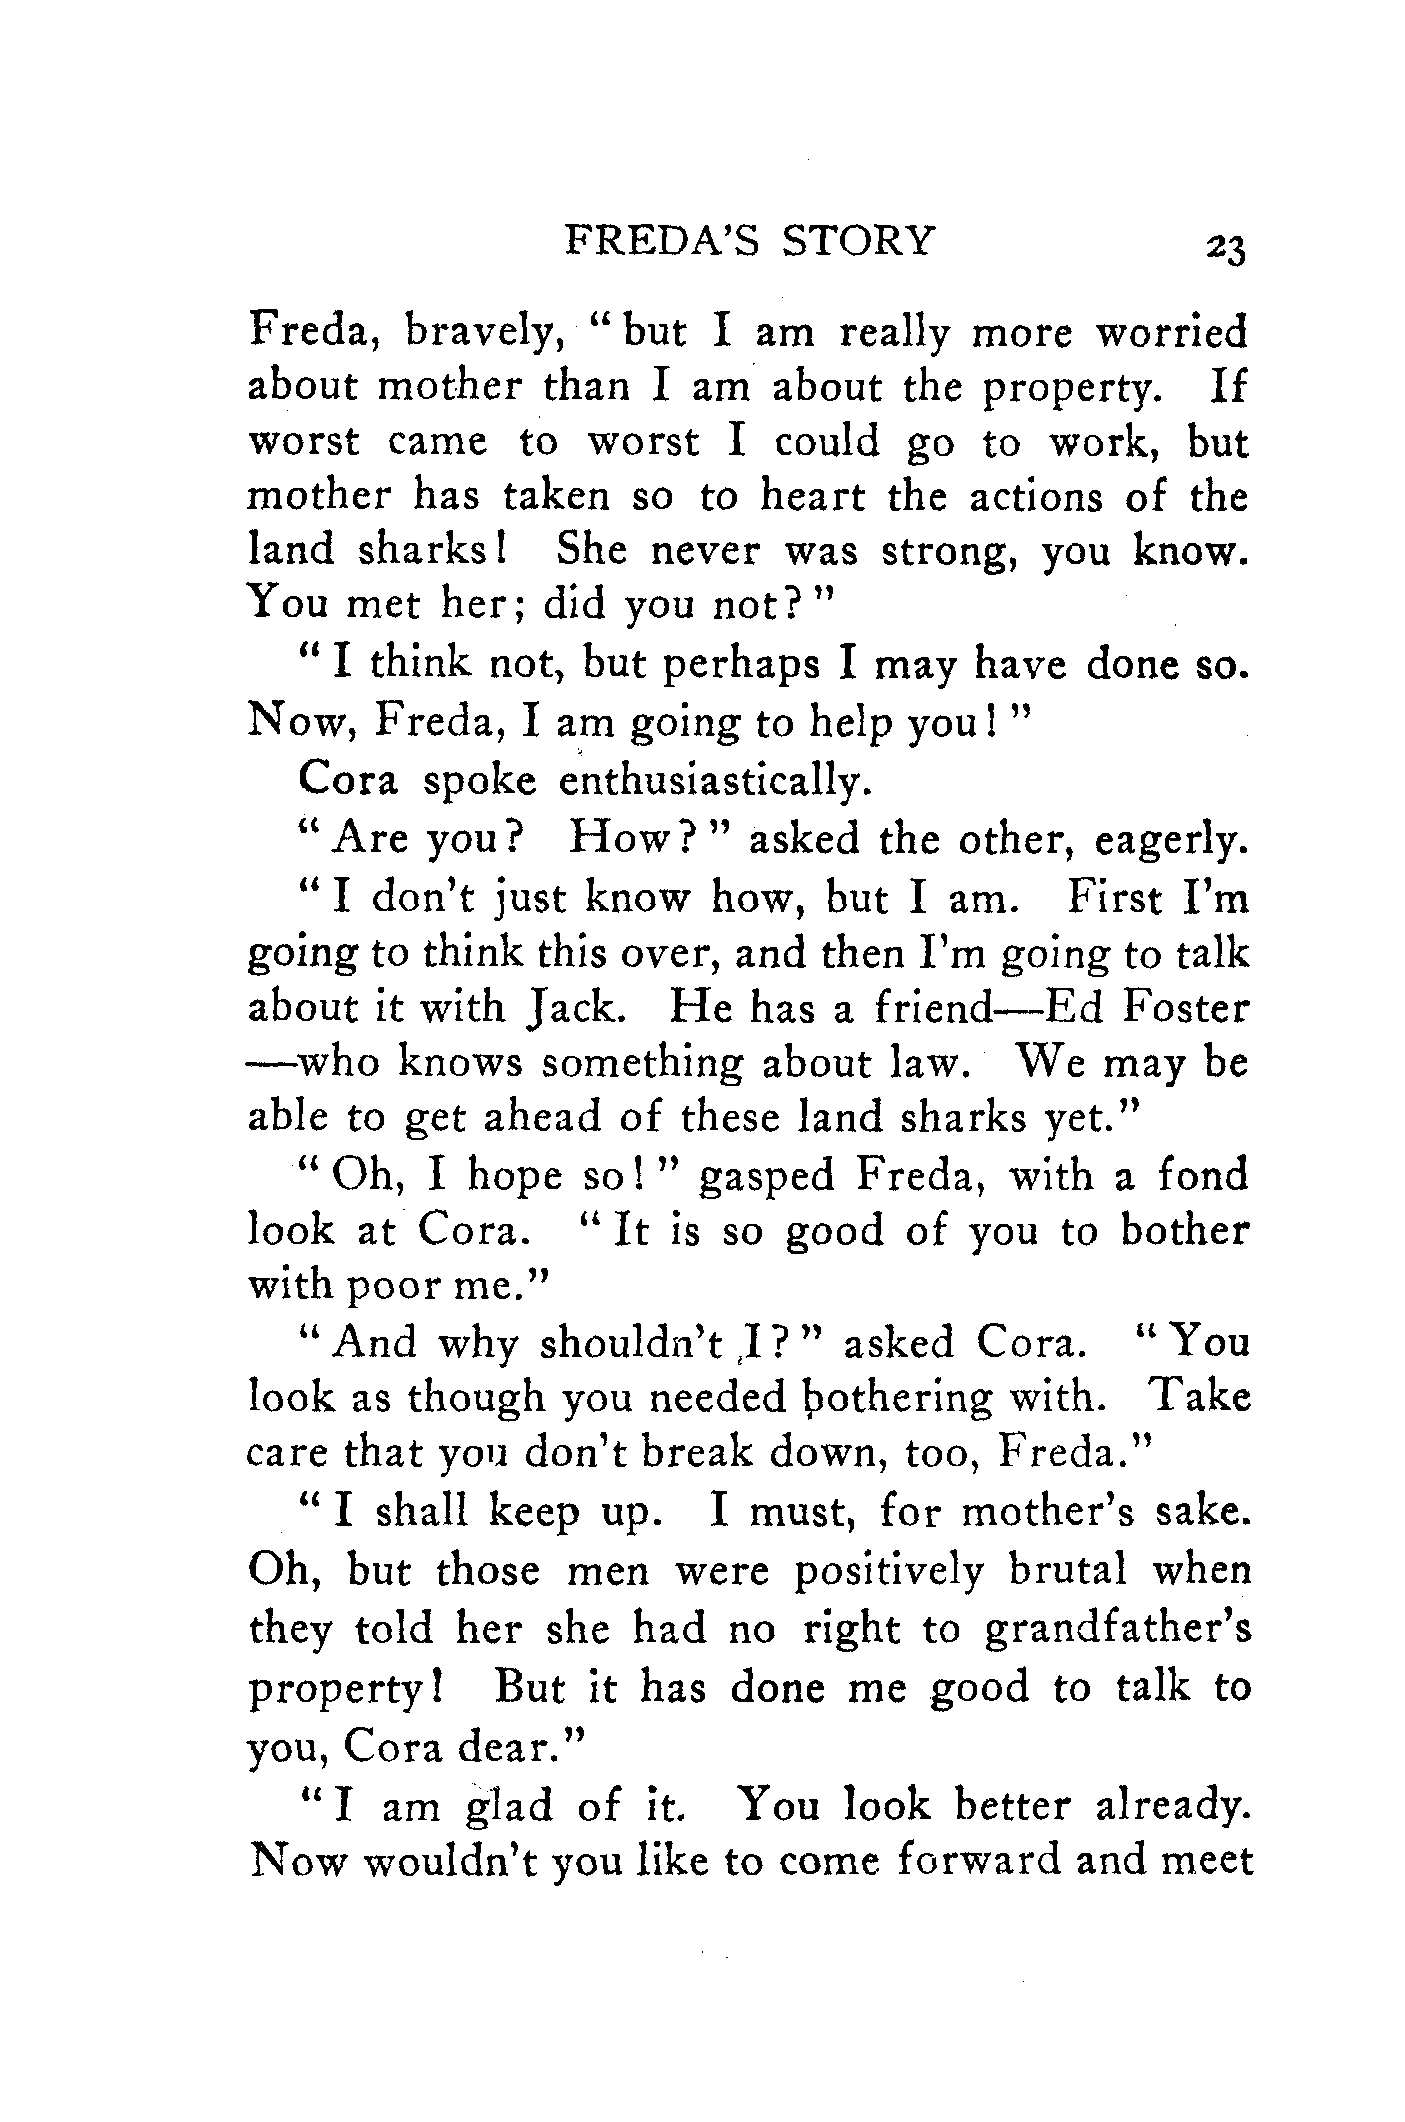 FREDA'S STORY 23
Freda, bravely, “ but I am really more worried
about mother than I am about the property. If
worst came to worst I could go to work, but
mother has taken so to heart the actions of the
land sharks! She never was strong, you know.
You met her; did you not? ”
“ I think not, but perhaps I may have done so.
Now, Freda, I am going to help you! ”
Cora spoke enthusiastically.
“ Are you? How? ” asked the other, eagerly.
“ I don't just know how, but I am. First I'm
going to think this over, and then I'm going to talk
about it with Jack. He has a friend—Ed Foster
—who knows something about law. We may be
able to get ahead of these land sharks yet.”
“ Oh, I hope so! ” gasped Freda, with a fond
look at Cora. “ It is so good of you to bother
with poor me.”
“ And why shouldn't I? ” asked Cora. “ You
look as though you needed bothering with. Take
care that you don't break down, too, Freda.”
“ I shall keep up. I must, for mother's sake.
Oh, but those men were positively brutal when
they told her she had no right to grandfather's
property! But it has done me good to talk to
you, Cora dear.”
“ I am glad of it. You look better already.
Now wouldn't you like to come forward and meet